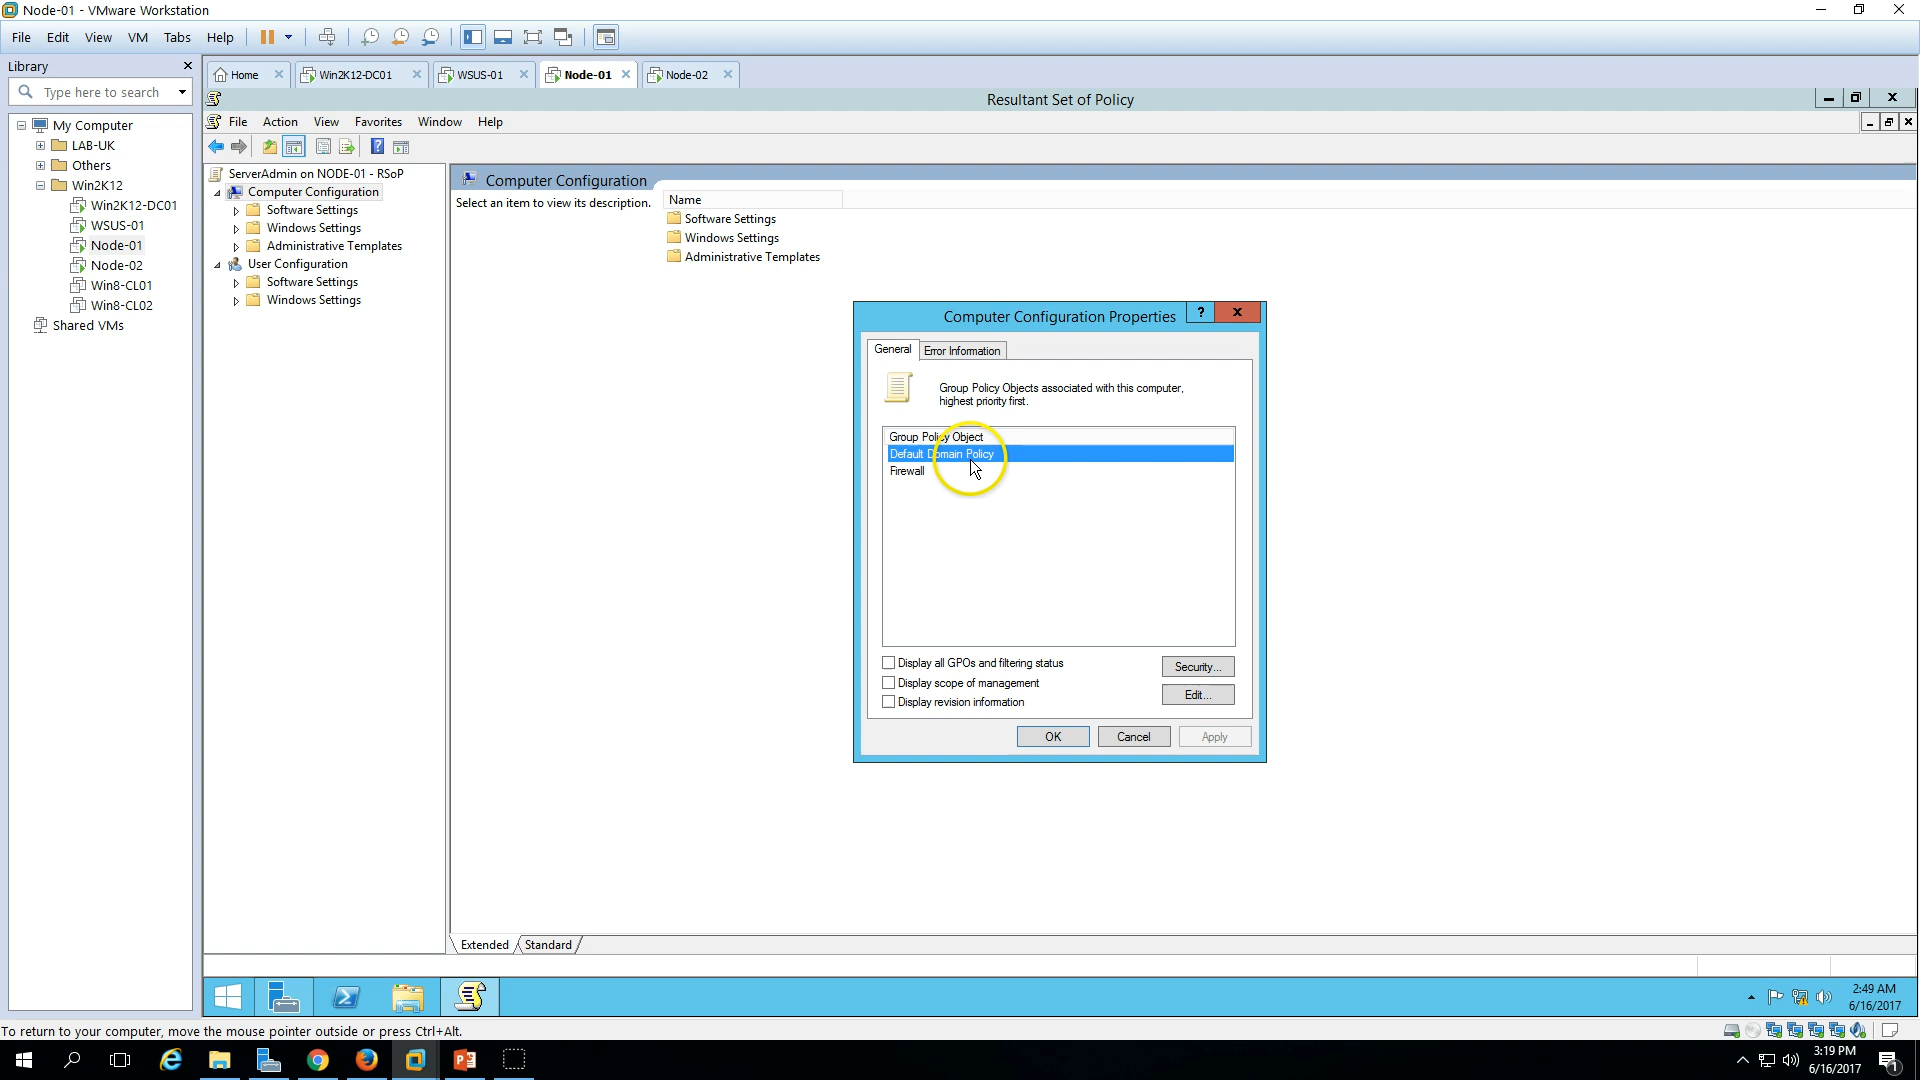 Node-01 - VMware Workstation
File Edit View VM Tabs Help
Library
Type here to search
My Computer
LAB-UK
Others
Win2K12
Win2K12-DC01
WSUS-01
Node-01
Node-02
Win8-CL01
Win8-CL02
Shared VMs
Home Win2K12-DC01 WSUS-01 Node-01 Node-02
Resultant Set of Policy
File Action View Favorites Window Help
ServerAdmin on NODE-01 - RSoP
Computer Configuration
Software Settings
Windows Settings
Administrative Templates
User Configuration
Software Settings
Windows Settings
Computer Configuration
Select an item to view its description.
Name
Software Settings
Windows Settings
Administrative Templates
Computer Configuration Properties
General Error Information
Group Policy Objects associated with this computer,
highest priority first.
Group Policy Object
Default Domain Policy
Firewall
Display all GPOs and filtering status
Display scope of management
Display revision information
Security...
Edit...
OK Cancel Apply
Extended Standard
2:49 AM
6/16/2017
To return to your computer, move the mouse pointer outside or press Ctrl+Alt.
3:19 PM
6/16/2017
1